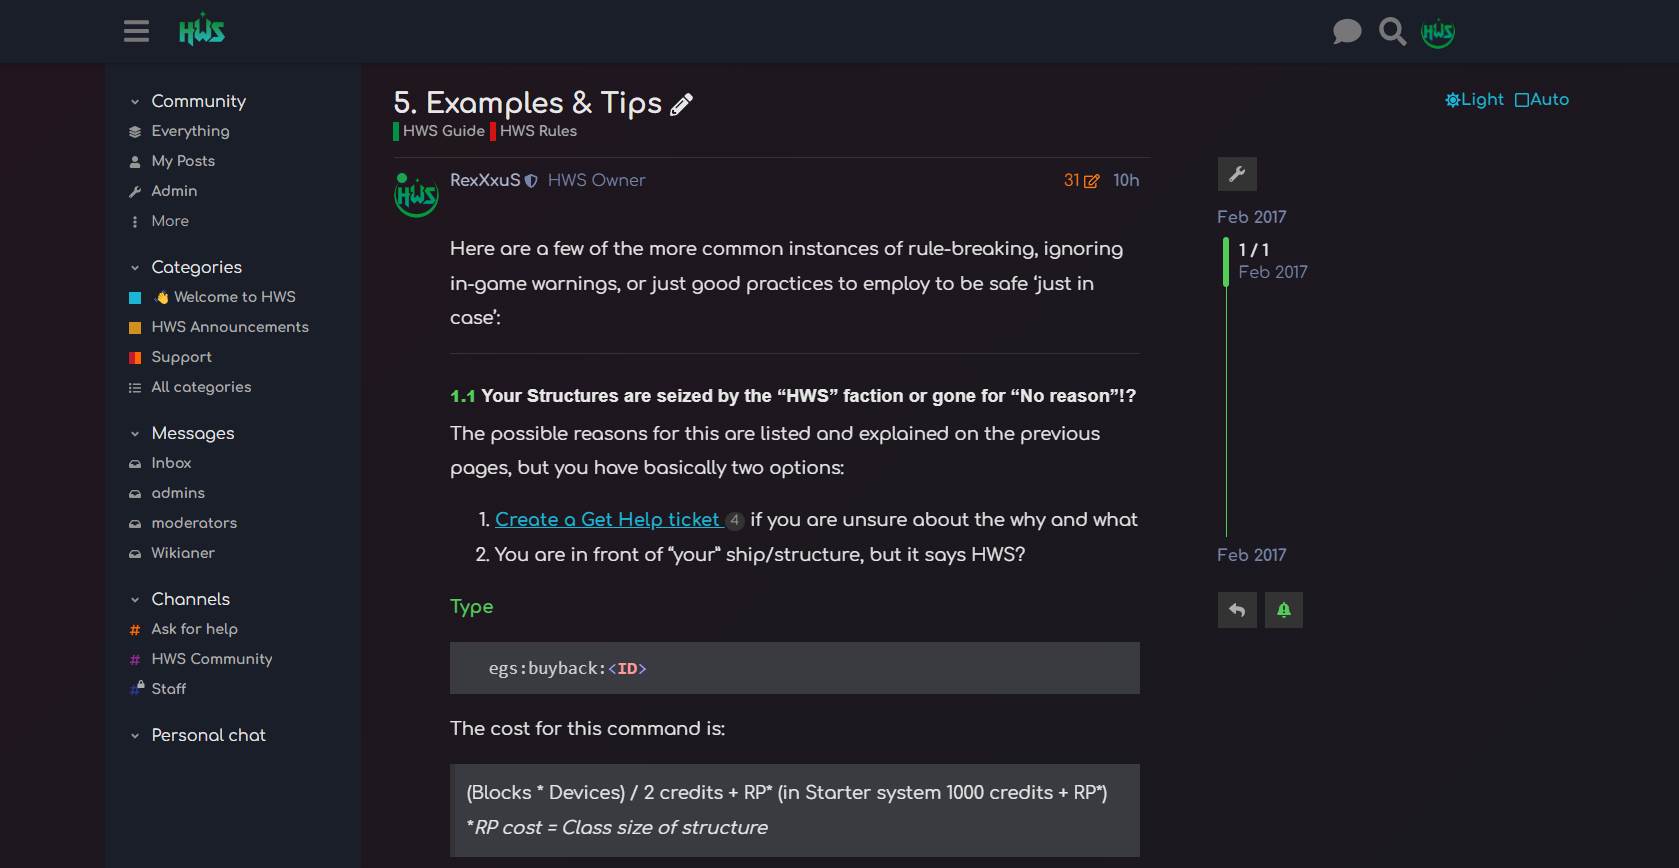 HWS
HWS
Community
Everything
My Posts
Admin
More
Categories
👋 Welcome to HWS
HWS Announcements
Support
All categories
Messages
Inbox
admins
moderators
Wikianer
Channels
# Ask for help
# HWS Community
# Staff
Personal chat
5. Examples & Tips
HWS Guide HWS Rules
Light Auto
HWS
RexXxuS HWS Owner 31 10h
Here are a few of the more common instances of rule-breaking, ignoring
in-game warnings, or just good practices to employ to be safe ‘just in
case’:
1.1 Your Structures are seized by the “HWS” faction or gone for “No reason”!?
The possible reasons for this are listed and explained on the previous
pages, but you have basically two options:
1. Create a Get Help ticket 4 if you are unsure about the why and what
2. You are in front of “your” ship/structure, but it says HWS?
Type
egs:buyback:<ID>
The cost for this command is:
(Blocks * Devices) / 2 credits + RP* (in Starter system 1000 credits + RP*)
*RP cost = Class size of structure
Feb 2017
1 / 1
Feb 2017
Feb 2017